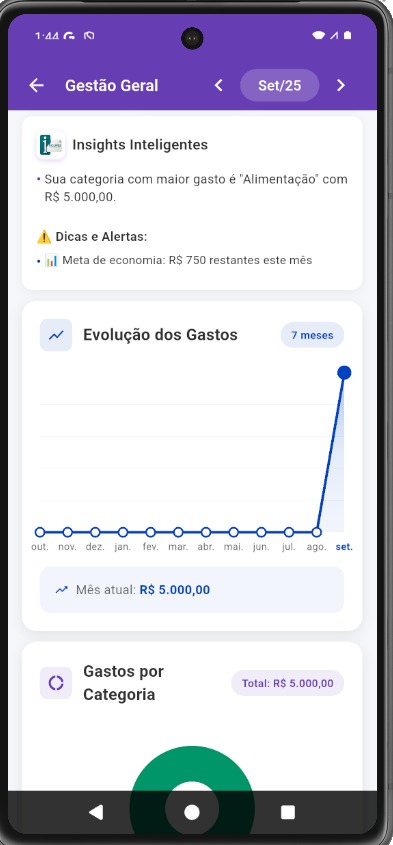 1:44
Gestão Geral
Set/25
Insights Inteligentes
• Sua categoria com maior gasto é "Alimentação" com
R$ 5.000,00.
⚠️ Dicas e Alertas:
• 📊 Meta de economia: R$ 750 restantes este mês
Evolução dos Gastos
7 meses
out. nov. dez. jan. fev. mar. abr. mai. jun. jul. ago. set.
Mês atual: R$ 5.000,00
Gastos por
Categoria
Total: R$ 5.000,00